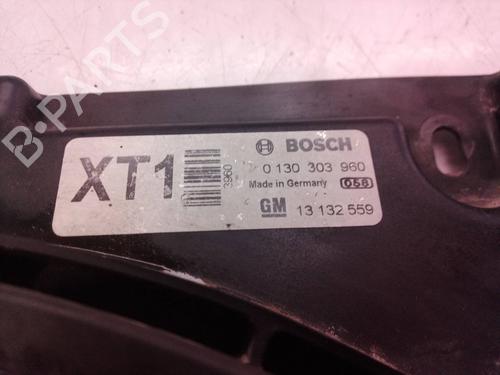 B-PARTS
XT1
3960
BOSCH
0 130 303 960
Made in Germany 058
GM 13 132 559